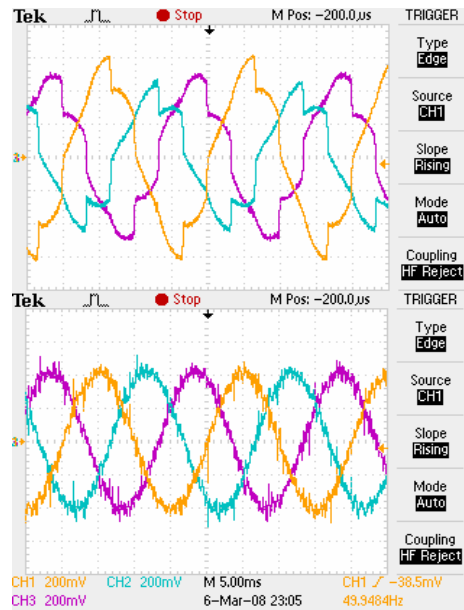 Tek Stop M Pos: -200.0us TRIGGER
Type
Edge
Source
CH1
Slope
Rising
Mode
Auto
Coupling
HF Reject
Tek Stop M Pos: -200.0us TRIGGER
Type
Edge
Source
CH1
Slope
Rising
Mode
Auto
Coupling
HF Reject
CH1 200mV CH2 200mV M 5.00ms CH1 / -38.5mV
CH3 200mV 6-Mar-08 23:05 49.9484Hz